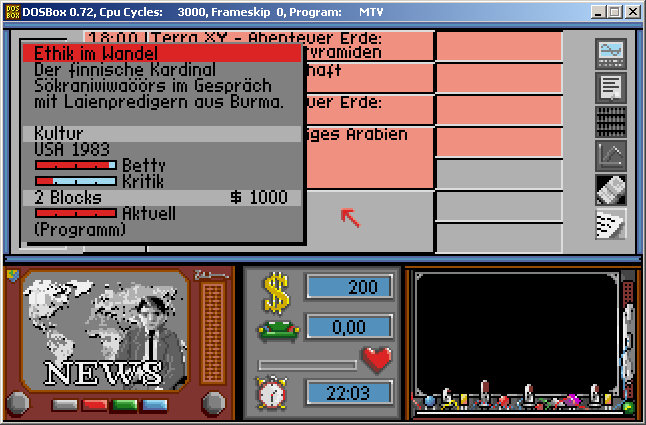 DOSBox 0.72, Cpu Cycles: 3000, Frameskip 0, Program: MTV
18:00 Terra XY - Abenteuer Erde:
Pyramiden
Ethik im Wandel
Der finnische Kardinal
Sökraniviwaöörs im Gespräch
mit Laienpredigern aus Burma.
haft
uer Erde:
iges Arabien
Kultur
USA 1983
Betty
Kritik
2 Blocks $ 1000
Aktuell
(Programm)
$ 200
0,00
22:03
NEWS